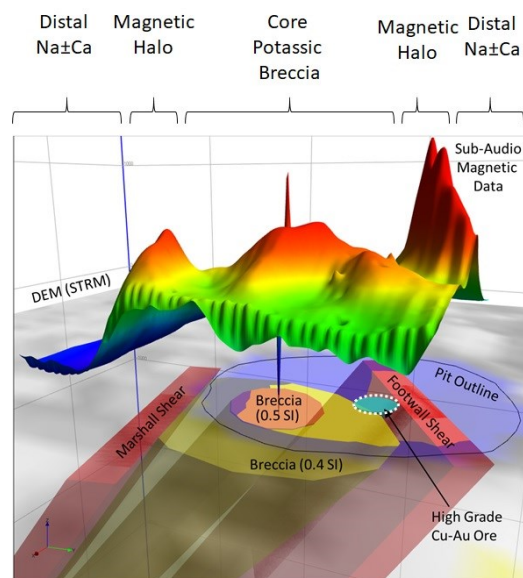 Distal
Na±Ca
Magnetic
Halo
Core
Potassic
Breccia
Magnetic
Halo
Distal
Na±Ca
Sub-Audio
Magnetic
Data
DEM (STRM)
Marshall Shear
Breccia
(0.5 SI)
Breccia (0.4 SI)
Footwall
Shear
Pit Outline
High Grade
Cu-Au Ore